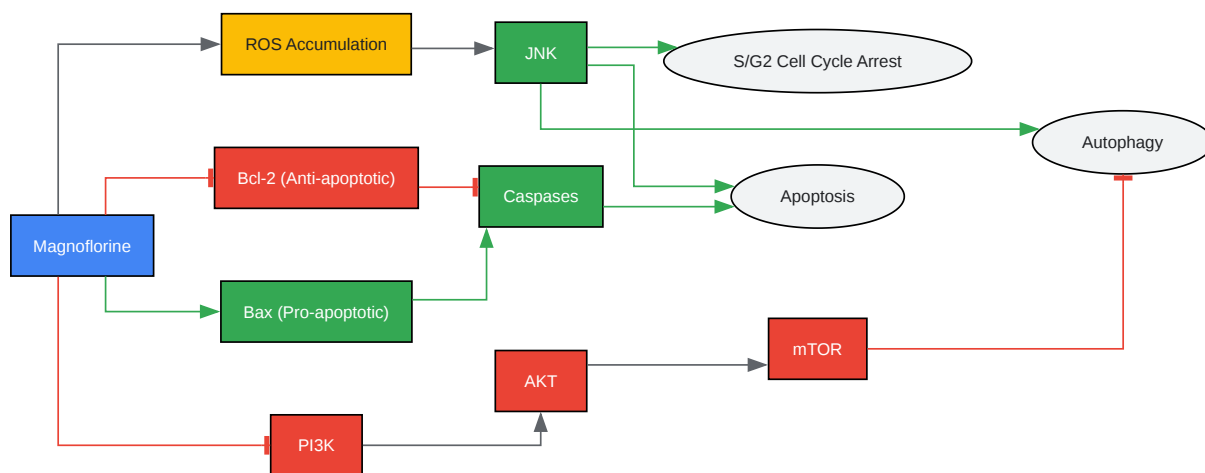 ROS Accumulation
JNK
S/G2 Cell Cycle Arrest
Autophagy
Bcl-2 (Anti-apoptotic)
Caspases
Apoptosis
Magnoflorine
Bax (Pro-apoptotic)
mTOR
AKT
PI3K